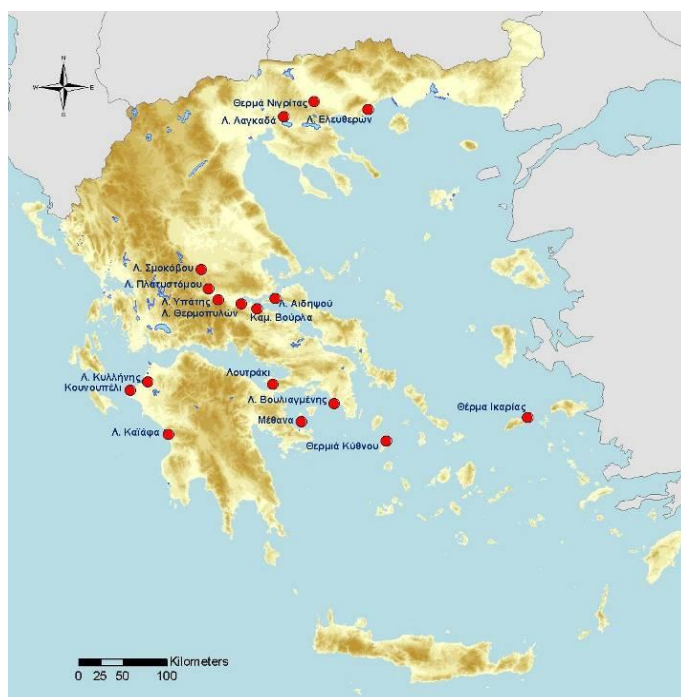 N
W E
S
Θερμά Νιγρίτας
Λ. Λαγκαδά
Λ. Ελευθερών
Λ. Σμοκόβου
Λ. Πλατυστόμου
Λ. Υπάτης
Λ. Αιδηψού
Λ. Θερμοπυλών
Καμ. Βούρλα
Λ. Κυλλήνης
Λουτράκι
Κουνουπέλι
Λ. Βουλιαγμένης
Μέθανα
Θέρμα Ικαρίας
Λ. Καϊάφα
Θερμιά Κύθνου
Kilometers
0 25 50 100